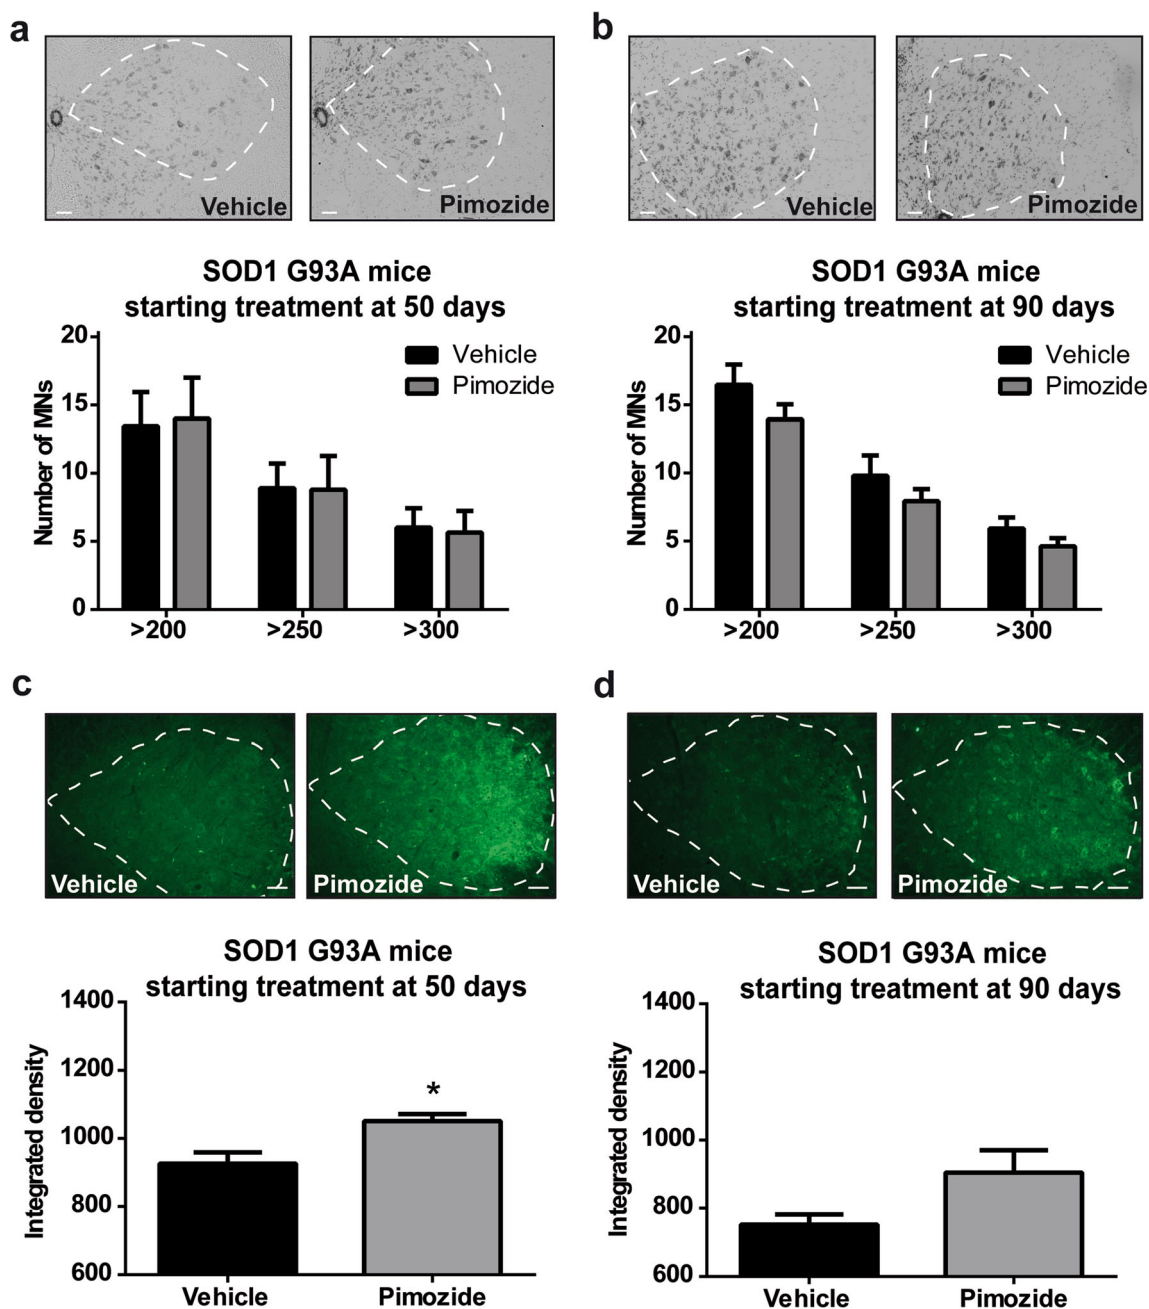 a
b
Vehicle
Pimozide
Vehicle
Pimozide
SOD1 G93A mice
starting treatment at 50 days
20
15
10
5
0
Number of MNs
Vehicle
Pimozide
>200
>250
>300
SOD1 G93A mice
starting treatment at 90 days
20
15
10
5
0
Number of MNs
Vehicle
Pimozide
>200
>250
>300
c
d
Vehicle
Pimozide
Vehicle
Pimozide
SOD1 G93A mice
starting treatment at 50 days
1400
1200
1000
800
600
Integrated density
*
Vehicle
Pimozide
SOD1 G93A mice
starting treatment at 90 days
1400
1200
1000
800
600
Integrated density
Vehicle
Pimozide